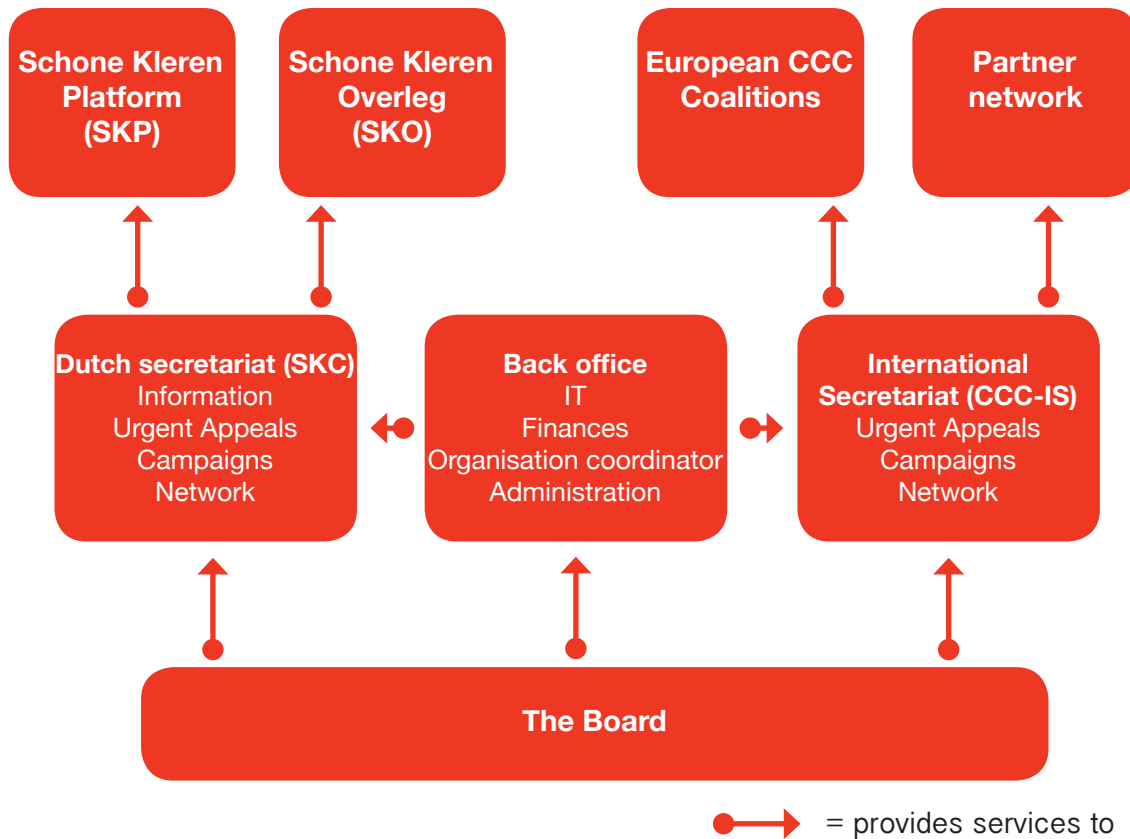 Schone Kleren
Platform
(SKP)
Schone Kleren
Overleg
(SKO)
European CCC
Coalitions
Partner
network
Dutch secretariat (SKC)
Information
Urgent Appeals
Campaigns
Network
Back office
IT
Finances
Organisation coordinator
Administration
International
Secretariat (CCC-IS)
Urgent Appeals
Campaigns
Network
The Board
= provides services to